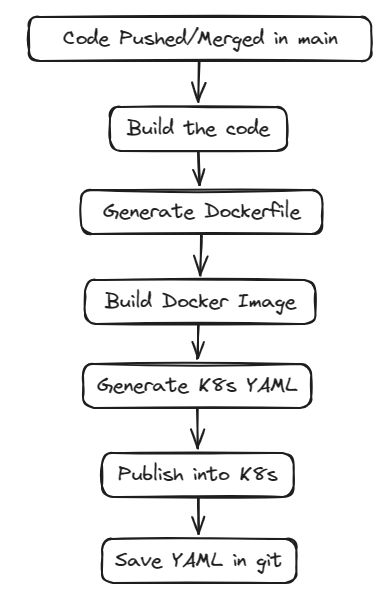 Code Pushed/Merged in main
Build the code
Generate Dockerfile
Build Docker Image
Generate K8s YAML
Publish into K8s
Save YAML in git